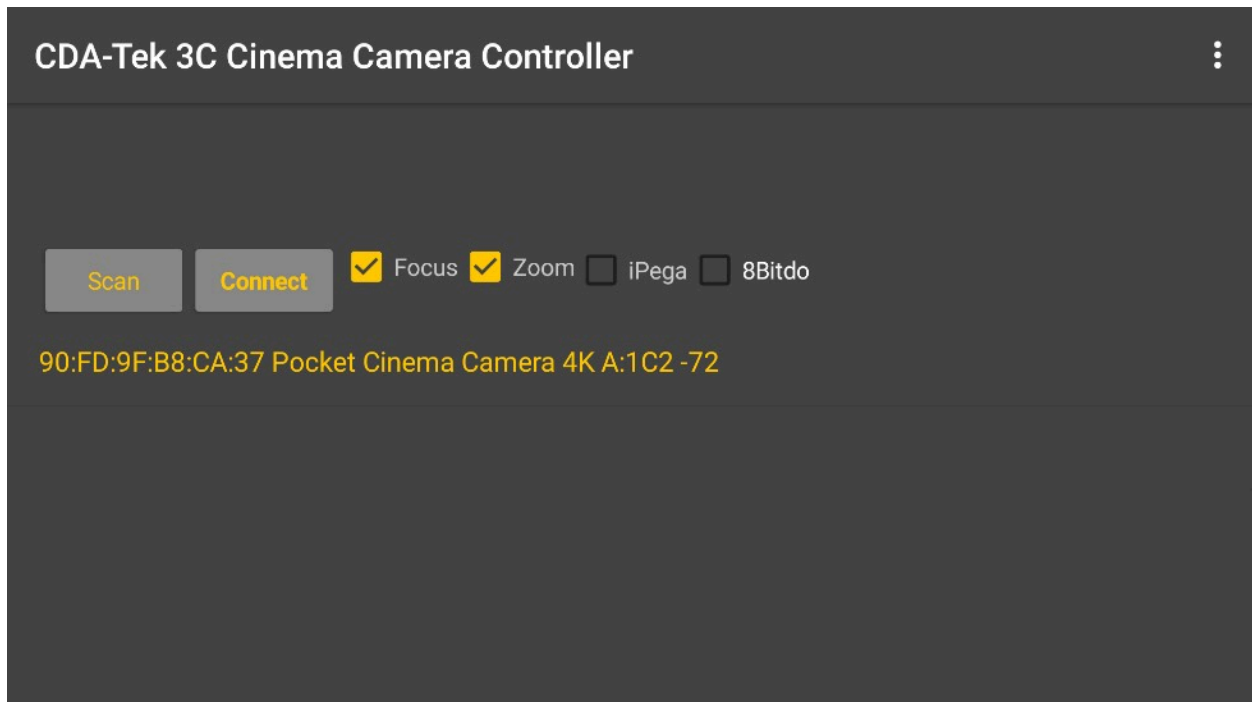 CDA-Tek 3C Cinema Camera Controller
Scan Connect Focus Zoom iPega 8Bitdo
90:FD:9F:B8:CA:37 Pocket Cinema Camera 4K A:1C2 -72